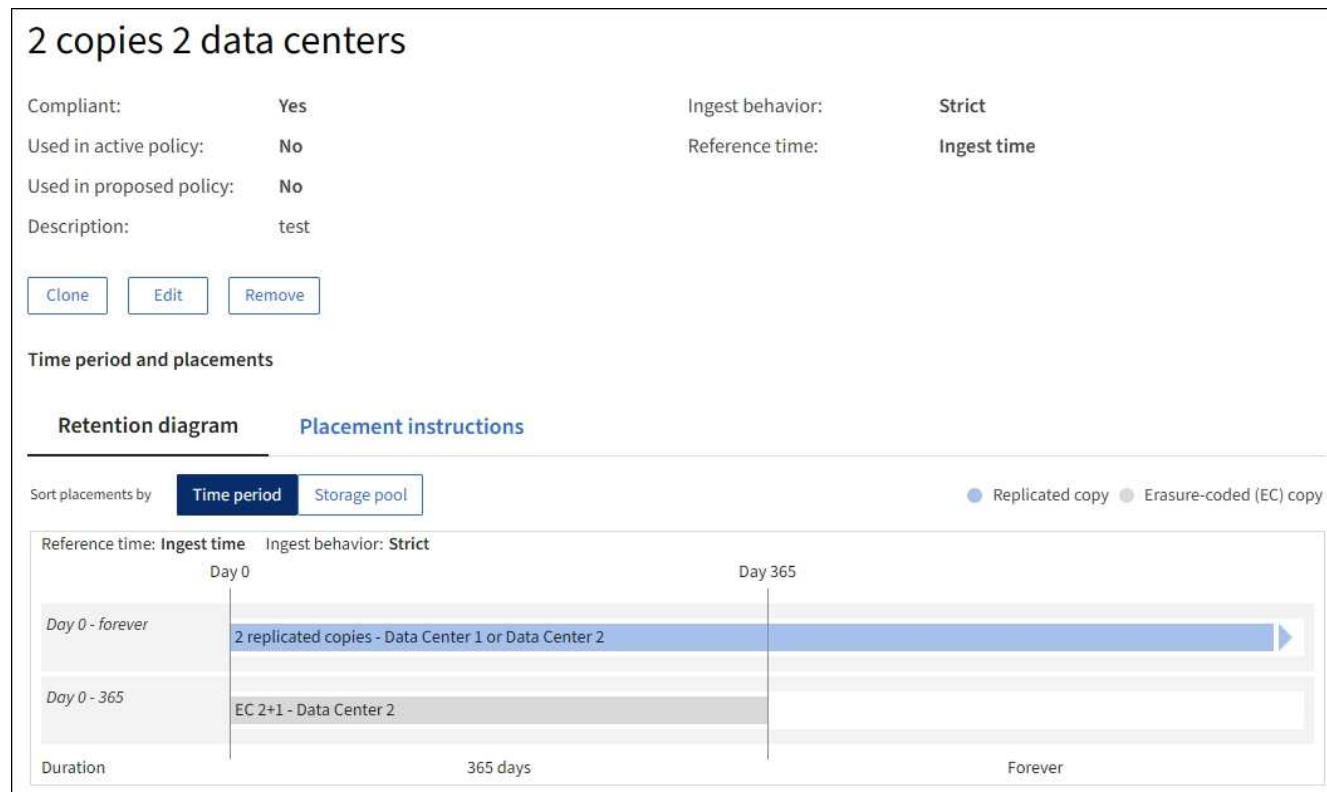 2 copies 2 data centers
Compliant: Yes Ingest behavior: Strict
Used in active policy: No Reference time: Ingest time
Used in proposed policy: No
Description: test
Clone Edit Remove
Time period and placements
Retention diagram Placement instructions
Sort placements by Time period Storage pool Replicated copy Erasure-coded (EC) copy
Reference time: Ingest time Ingest behavior: Strict
Day 0 Day 365
Day 0 - forever
2 replicated copies - Data Center 1 or Data Center 2
Day 0 - 365
EC 2+1 - Data Center 2
Duration 365 days Forever